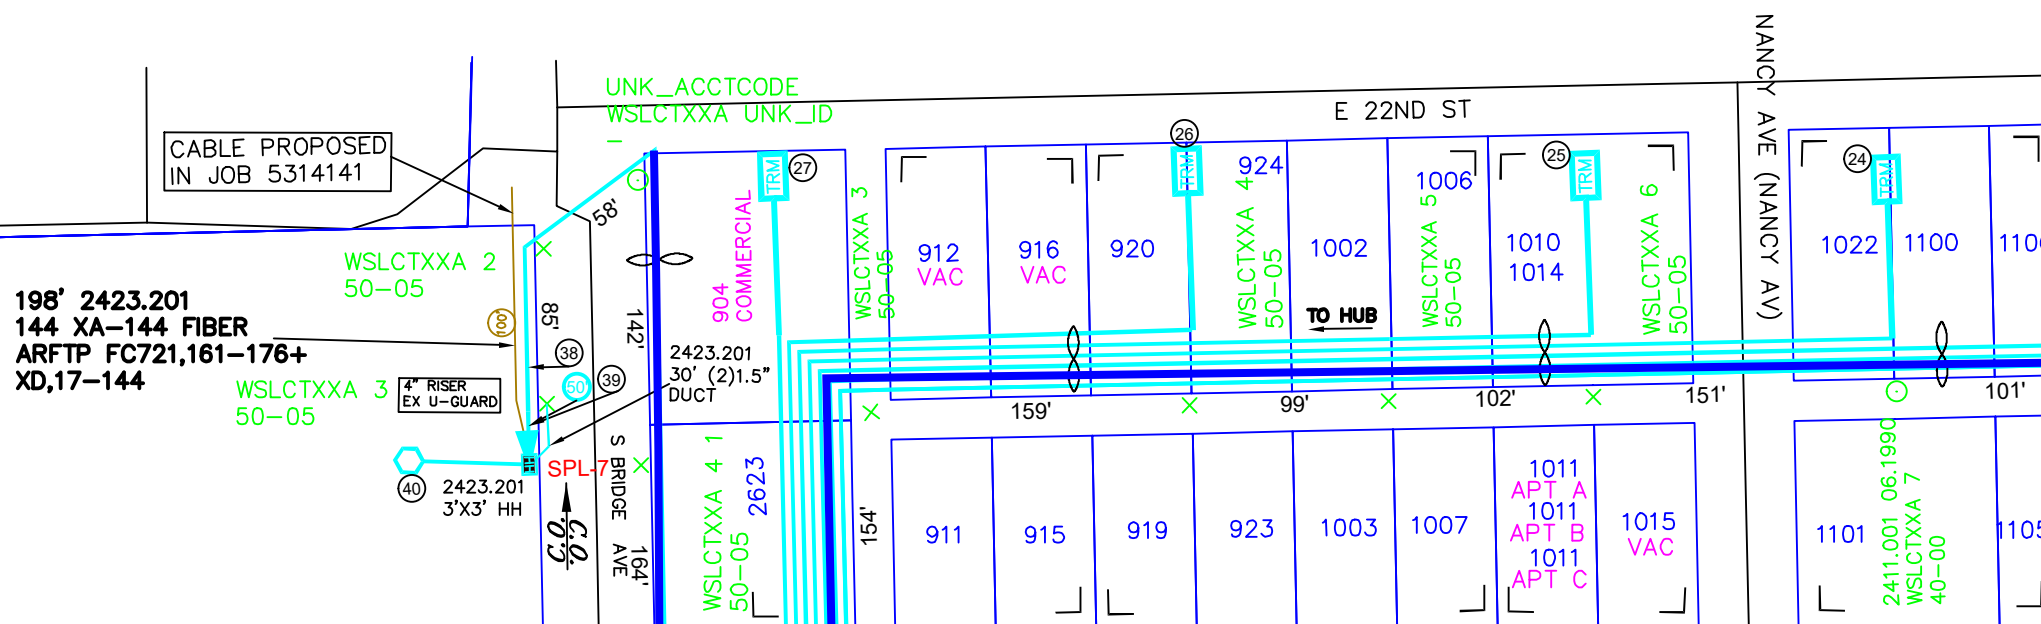 UNK_ACCTCODE
WSLCTXXA UNK_ID
-
E 22ND ST
NANCY AVE (NANCY AV)
CABLE PROPOSED
IN JOB 5314141
58'
TRM
27
26
TRM
924
1006
25
TRM
24
TRM
WSLCTXXA 2
50-05
198' 2423.201
144 XA-144 FIBER
ARFTP FC721,161-176+
XD,17-144
100'
85'
142'
904
COMMERCIAL
WSLCTXXA 3
50-05
912
VAC
916
VAC
920
WSLCTXXA 4
50-05
1002
WSLCTXXA 5
50-05
1010
1014
WSLCTXXA 6
50-05
1022
1100
TO HUB
38
39
50'
2423.201
30' (2)1.5"
DUCT
WSLCTXXA 3
50-05
4" RISER
EX U-GUARD
159'
99'
102'
151'
101'
HH
SPL-7
40
2423.201
3'X3' HH
C.O.
C.O.
S BRIDGE AVE
164'
WSLCTXXA 4 1
50-05
2623
154'
911
915
919
923
1003
1007
1011
APT A
1011
APT B
1011
APT C
1015
VAC
1101
2411.001 06.1990
WSLCTXXA 7
40-00
1105